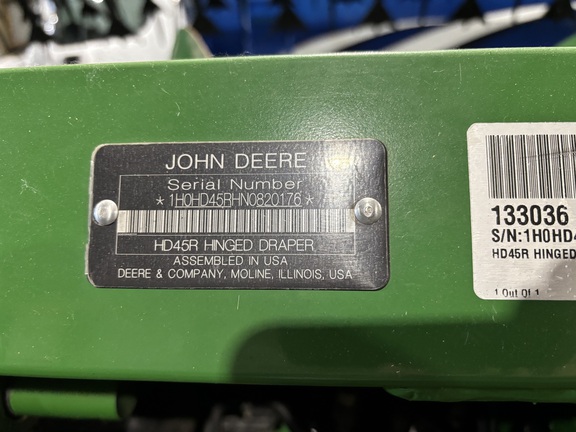 JOHN DEERE
Serial Number
*1H0HD45RHN0820176*
HD45R HINGED DRAPER
ASSEMBLED IN USA
DEERE & COMPANY, MOLINE, ILLINOIS, USA
133036
S/N:1H0HD4
HD45R HINGED
1 Out Of 1